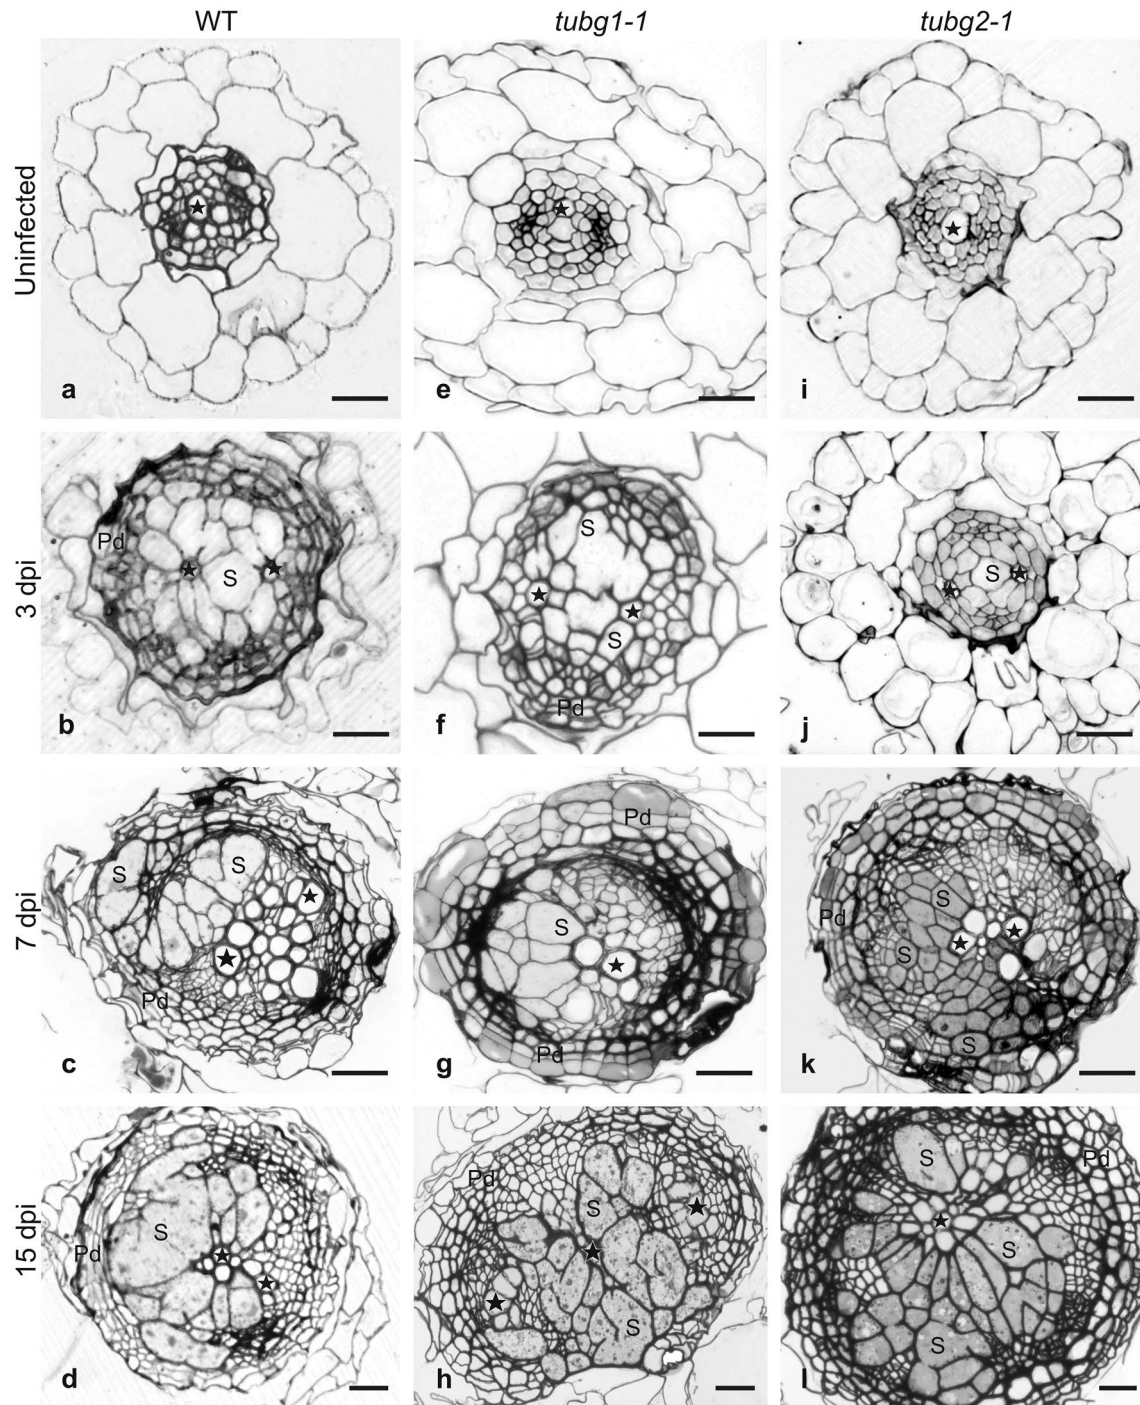 WT tubg1-1 tubg2-1
Uninfected
a e i
3 dpi
Pd S S S
S
Pd
b f j
7 dpi
S S Pd S
S Pd
Pd S
Pd S
c g k
15 dpi
Pd S Pd
S S
Pd S S
d h l